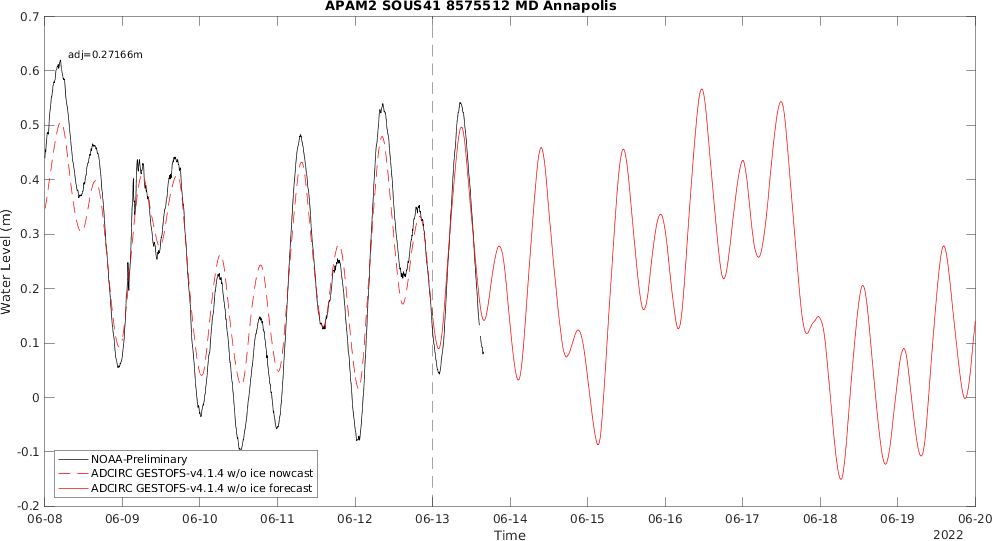 APAM2 SOUS41 8575512 MD Annapolis
adj=0.27166m
Water Level (m)
0.7
0.6
0.5
0.4
0.3
0.2
0.1
0
-0.1
-0.2
NOAA-Preliminary
ADCIRC GESTOFS-v4.1.4 w/o ice nowcast
ADCIRC GESTOFS-v4.1.4 w/o ice forecast
06-08 06-09 06-10 06-11 06-12 06-13 06-14 06-15 06-16 06-17 06-18 06-19 06-20
Time
2022